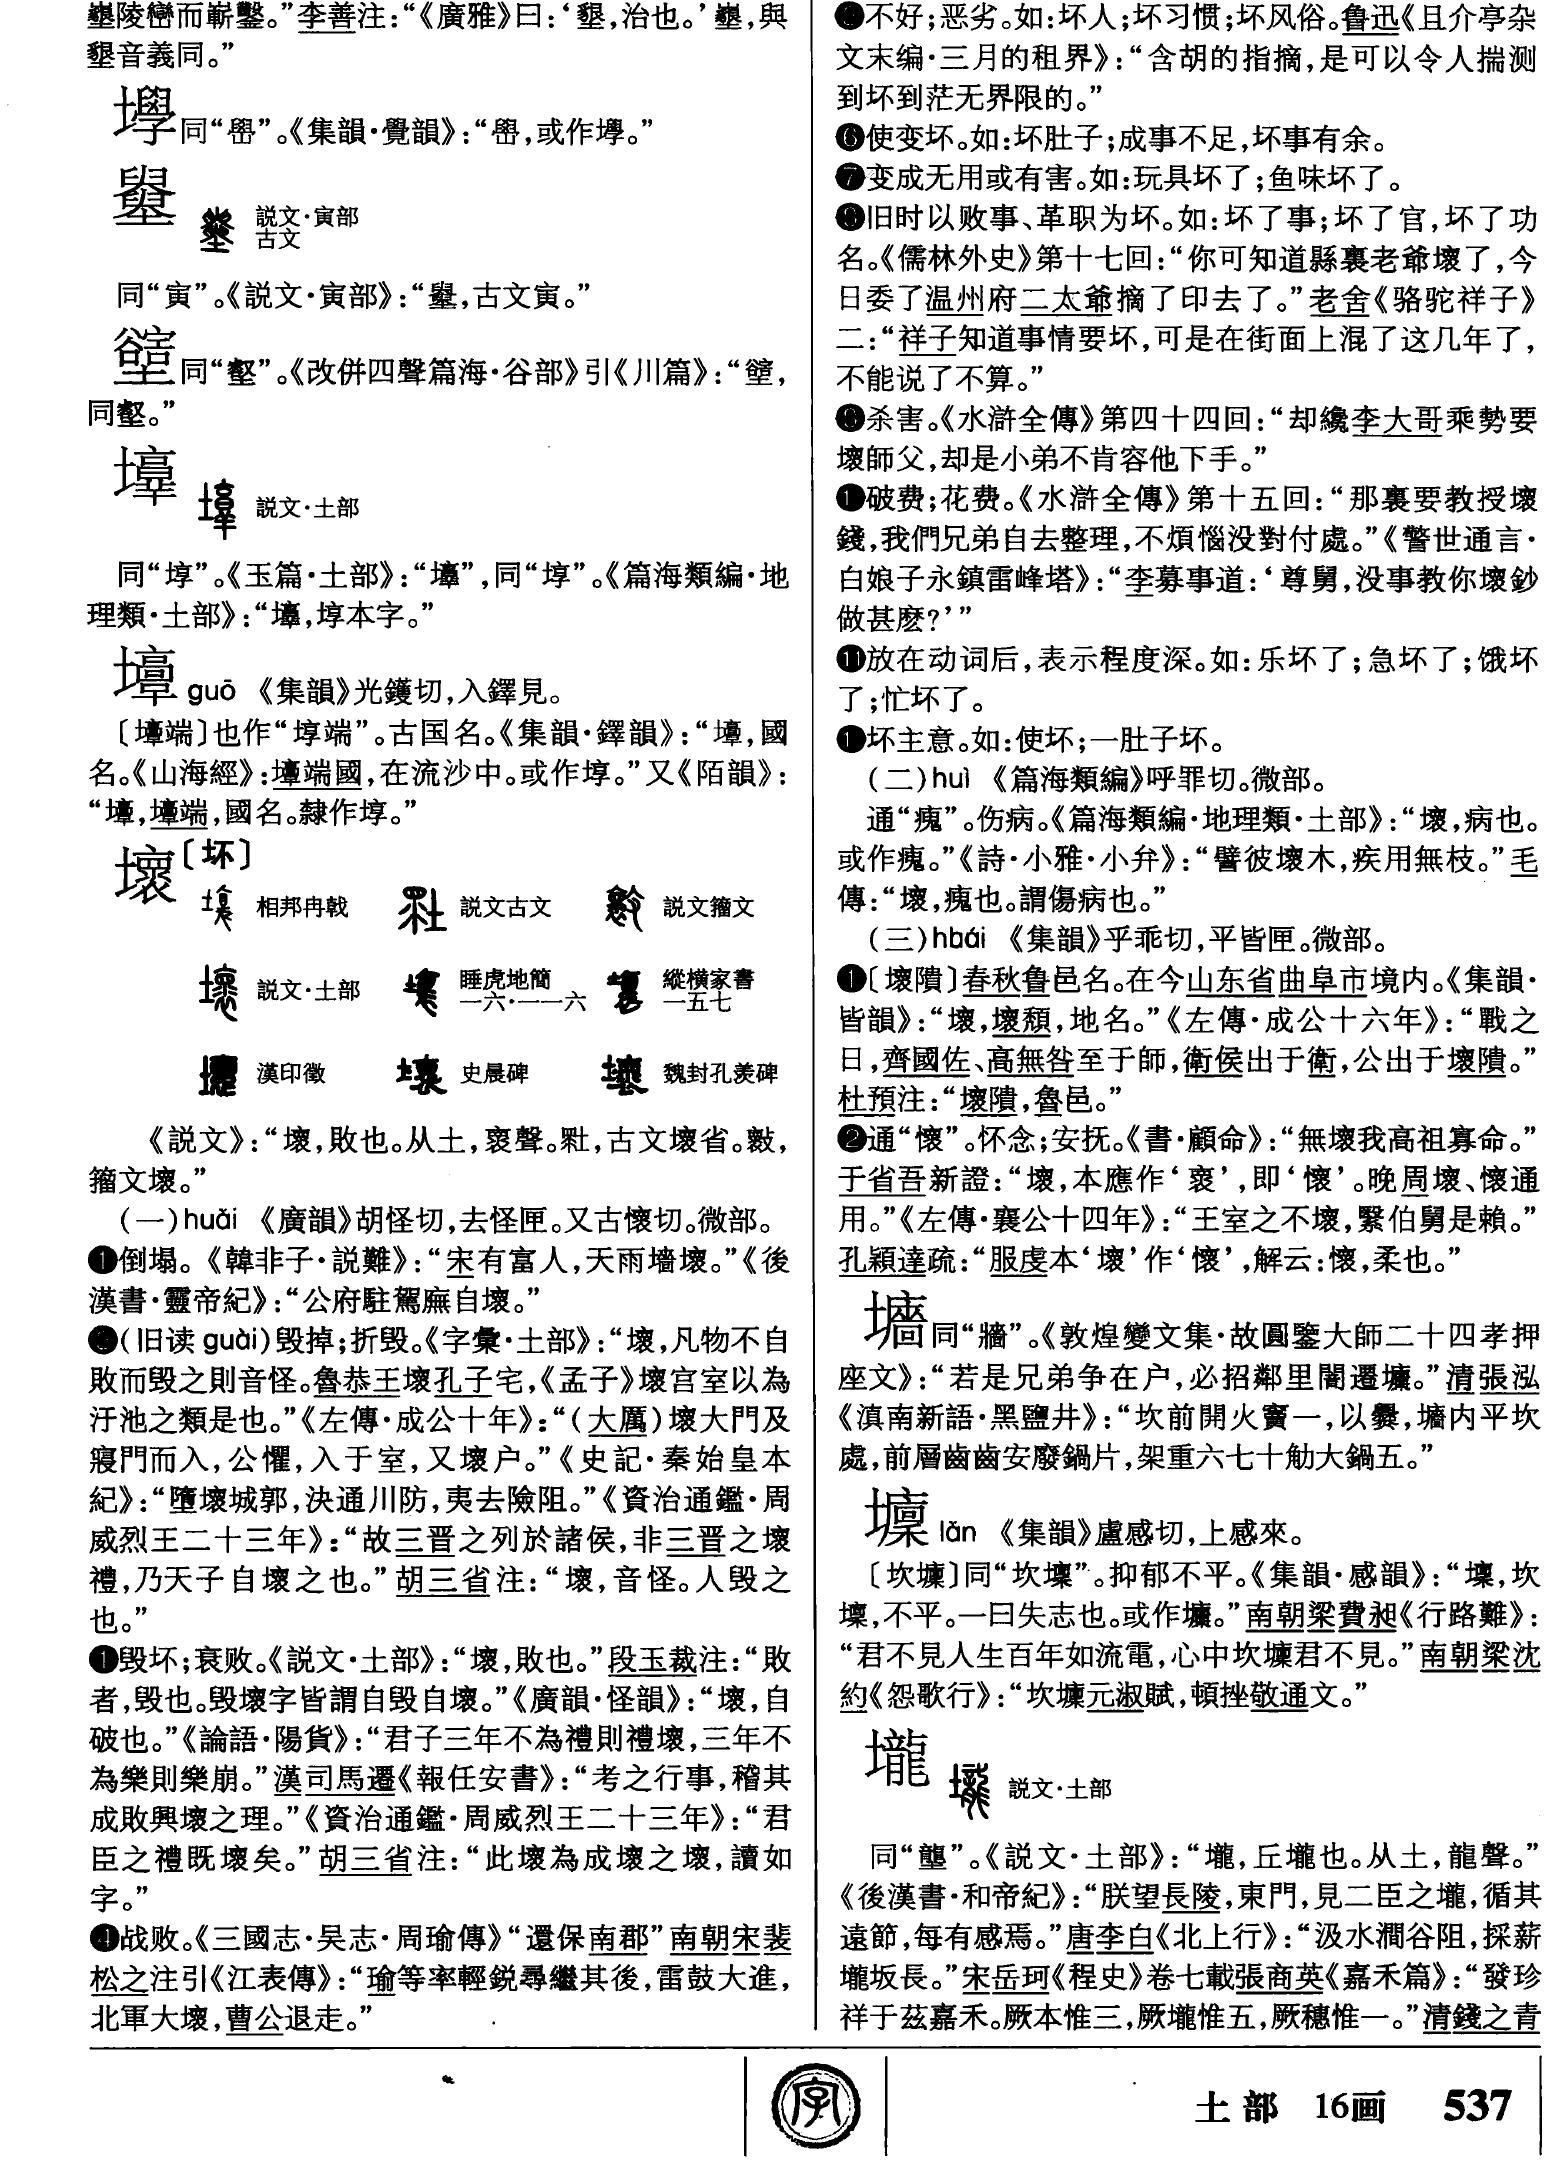 陵巒而嶄鑿。”李善注：“《廣雅》曰：‘墾，治也。’，與
墾音義同。”
壆同“嶨”。《集韻·覺韻》：“嶨，或作壆。”
説文·寅部
古文
同“寅”。《説文·寅部》：“，古文寅。”
同“壑”。《改併四聲篇海·谷部》引《川篇》：“，
同壑。”
説文·土部
同“埻”。《玉篇·土部》：“”，同“埻”。《篇海類編·地
理類·土部》：“，埻本字。”
guō 《集韻》光鑊切，入鐸見。
〔端〕也作“埻端”。古国名。《集韻·鐸韻》：“，國
名。《山海經》：端國，在流沙中。或作埻。”又《陌韻》：
“，端，國名。隸作埻。”
壞〔坏〕
相邦冉戟 説文古文 説文籀文
説文·土部 睡虎地簡一六·一一六 縱横家書一五七
漢印徵 史晨碑 魏封孔羨碑
《説文》：“壞，敗也。从土，褱聲。，古文壞省。，
籀文壞。”
（一）huài 《廣韻》胡怪切，去怪匣。又古懷切。微部。
❶倒塌。《韓非子·説難》：“宋有富人，天雨墻壞。”《後
漢書·靈帝紀》：“公府駐駕廡自壞。”
❷（旧读 guài）毁掉；折毁。《字彙·土部》：“壞，凡物不自
敗而毁之則音怪。魯恭王壞孔子宅，《孟子》壞宫室以為
汙池之類是也。”《左傳·成公十年》：“（大厲）壞大門及
寢門而入，公懼，入于室，又壞户。”《史記·秦始皇本
紀》：“墮壞城郭，決通川防，夷去險阻。”《資治通鑑·周
威烈王二十三年》：“故三晋之列於諸侯，非三晋之壞
禮，乃天子自壞之也。”胡三省注：“壞，音怪。人毁之
也。”
❶毁坏；衰败。《説文·土部》：“壞，敗也。”段玉裁注：“敗
者，毁也。毁壞字皆謂自毁自壞。”《廣韻·怪韻》：“壞，自
破也。”《論語·陽貨》：“君子三年不為禮則禮壞，三年不
為樂則樂崩。”漢司馬遷《報任安書》：“考之行事，稽其
成敗興壞之理。”《資治通鑑·周威烈王二十三年》：“君
臣之禮既壞矣。”胡三省注：“此壞為成壞之壞，讀如
字。”
❹战败。《三國志·吴志·周瑜傳》“還保南郡”南朝宋裴
松之注引《江表傳》：“瑜等率輕鋭尋繼其後，雷鼓大進，
北軍大壞，曹公退走。”
不好；恶劣。如：坏人；坏习惯；坏风俗。鲁迅《且介亭杂
文末编·三月的租界》：“含胡的指摘，是可以令人揣测
到坏到茫无界限的。”
❻使变坏。如：坏肚子；成事不足，坏事有余。
❼变成无用或有害。如：玩具坏了；鱼味坏了。
旧时以败事、革职为坏。如：坏了事；坏了官，坏了功
名。《儒林外史》第十七回：“你可知道縣裏老爺壞了，今
日委了温州府二太爺摘了印去了。”老舍《骆驼祥子》
二：“祥子知道事情要坏，可是在街面上混了这几年了，
不能说了不算。”
杀害。《水滸全傳》第四十四回：“却纔李大哥乘勢要
壞師父，却是小弟不肯容他下手。”
❶破费；花费。《水滸全傳》第十五回：“那裏要教授壞
錢，我們兄弟自去整理，不煩惱没對付處。”《警世通言·
白娘子永鎮雷峰塔》：“李募事道：‘尊舅，没事教你壞鈔
做甚麽？’”
⓫放在动词后，表示程度深。如：乐坏了；急坏了；饿坏
了；忙坏了。
❶坏主意。如：使坏；一肚子坏。
（二）huì 《篇海類編》呼罪切。微部。
通“瘣”。伤病。《篇海類編·地理類·土部》：“壞，病也。
或作瘣。”《詩·小雅·小弁》：“譬彼壞木，疾用無枝。”毛
傳：“壞，瘣也。謂傷病也。”
（三）hbái 《集韻》乎乖切，平皆匣。微部。
❶〔壞隤〕春秋鲁邑名。在今山东省曲阜市境内。《集韻·
皆韻》：“壞，壞頽，地名。”《左傳·成公十六年》：“戰之
日，齊國佐、高無咎至于師，衛侯出于衛，公出于壞隤。”
杜預注：“壞隤，魯邑。”
❷通“懷”。怀念；安抚。《書·顧命》：“無壞我高祖寡命。”
于省吾新證：“壞，本應作‘褱’，即‘懷’。晚周壞、懷通
用。”《左傳·襄公十四年》：“王室之不壞，繄伯舅是賴。”
孔穎達疏：“服虔本‘壞’作‘懷’，解云：懷，柔也。”
同“牆”。《敦煌變文集·故圓鑒大師二十四孝押
座文》：“若是兄弟争在户，必招鄰里闇遷。”清張泓
《滇南新語·黑鹽井》：“坎前開火竇一，以爨，墻内平坎
處，前層齒齒安廢鍋片，架重六七十觔大鍋五。”
壈lǎn 《集韻》盧感切，上感來。
〔坎〕同“坎壈”。抑郁不平。《集韻·感韻》：“壈，坎
壈，不平。一曰失志也。或作。”南朝梁費昶《行路難》：
“君不見人生百年如流電，心中坎君不見。”南朝梁沈
約《怨歌行》：“坎元淑賦，頓挫敬通文。”
壠 説文·土部
同“壟”。《説文·土部》：“壠，丘壠也。从土，龍聲。”
《後漢書·和帝紀》：“朕望長陵，東門，見二臣之壠，循其
遠節，每有感焉。”唐李白《北上行》：“汲水澗谷阻，採薪
壠坂長。”宋岳珂《桯史》卷七載張商英《嘉禾篇》：“發珍
祥于茲嘉禾。厥本惟三，厥壠惟五，厥穗惟一。”清錢之青
字
土部 16画 537